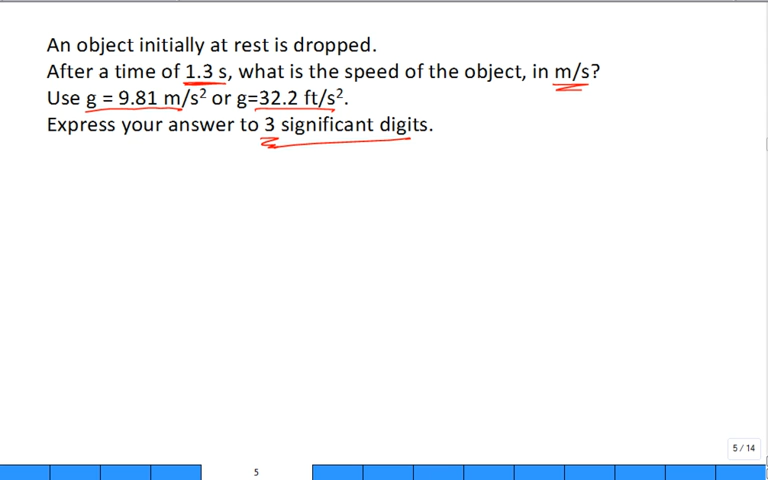 An object initially at rest is dropped.
After a time of 1.3 s, what is the speed of the object, in m/s?
Use g = 9.81 m/s² or g=32.2 ft/s².
Express your answer to 3 significant digits.
5 / 14
5